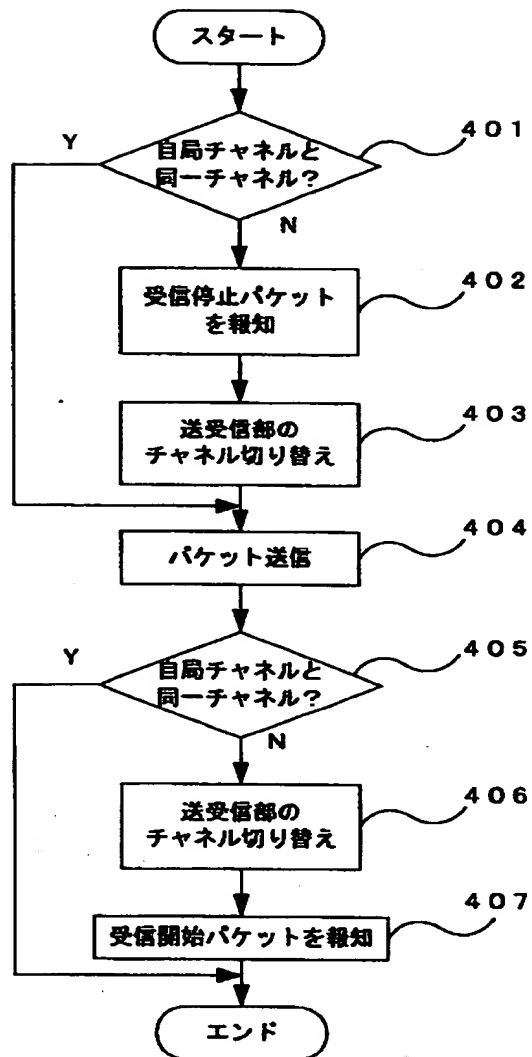 スタート
自局チャネルと
同一チャネル？
401
Y
N
受信停止パケット
を報知
402
送受信部の
チャネル切り替え
403
パケット送信
404
自局チャネルと
同一チャネル？
405
Y
N
送受信部の
チャネル切り替え
406
受信開始パケットを報知
407
エンド